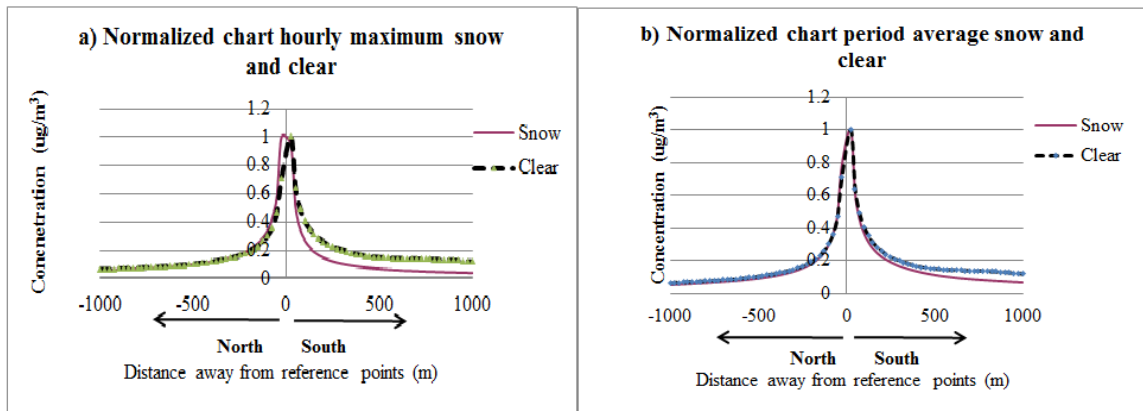 a) Normalized chart hourly maximum snow
and clear
Conenetration (ug/m³)
1.2
1
0.8
0.6
0.4
0.2
0
-1000
-500
0
500
1000
Snow
Clear
North
South
Distance away from reference points (m)
b) Normalized chart period average snow and
clear
Concentration (ug/m³)
1.2
1
0.8
0.6
0.4
0.2
0
-1000
-500
0
500
1000
Snow
Clear
North
South
Distance away from reference points (m)